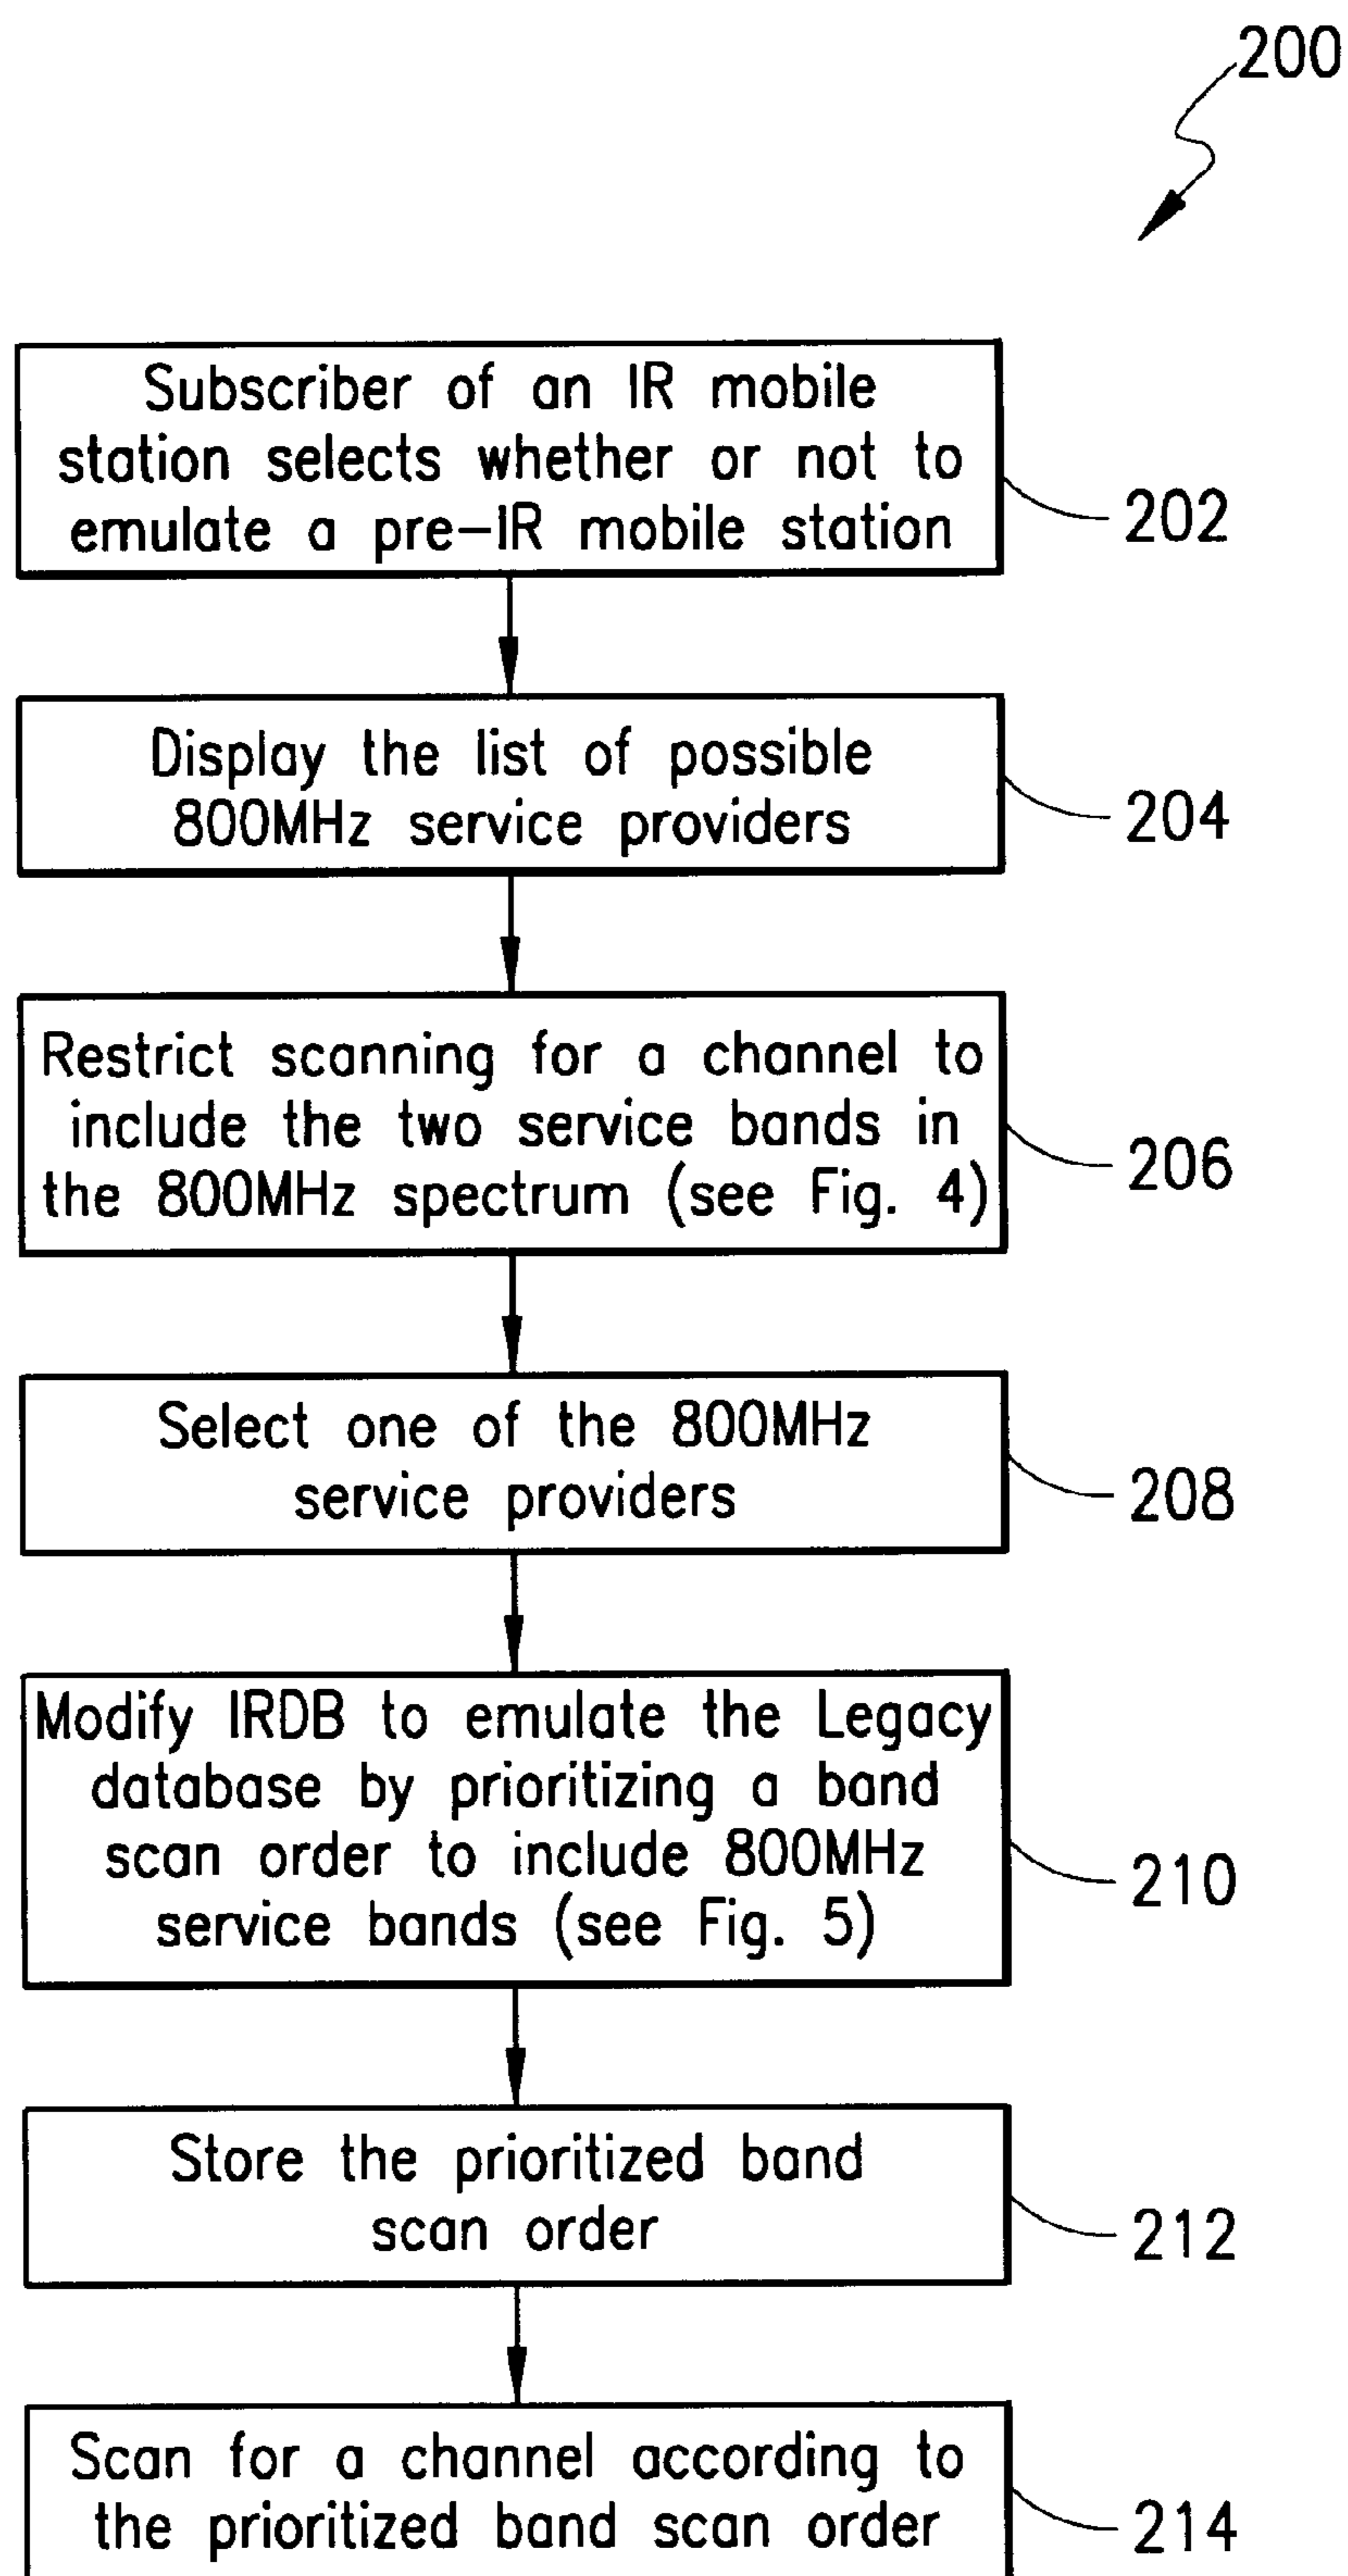 200
Subscriber of an IR mobile
station selects whether or not to
emulate a pre-IR mobile station
202
Display the list of possible
800MHz service providers
204
Restrict scanning for a channel to
include the two service bands in
the 800MHz spectrum (see Fig. 4)
206
Select one of the 800MHz
service providers
208
Modify IRDB to emulate the Legacy
database by prioritizing a band
scan order to include 800MHz
service bands (see Fig. 5)
210
Store the prioritized band
scan order
212
Scan for a channel according to
the prioritized band scan order
214